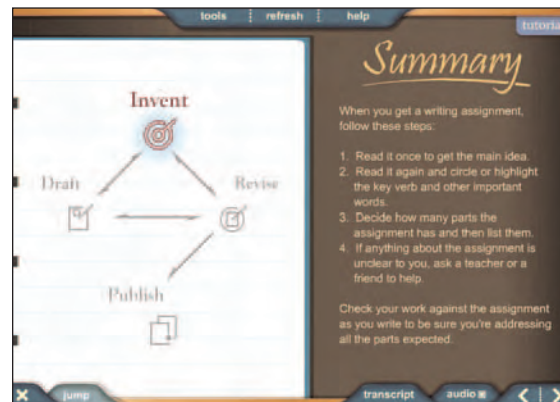 tools refresh help
tutoria
Invent
Draft Revise
Publish
Summary
When you get a writing assignment,
follow these steps:
1. Read it once to get the main idea.
2. Read it again and circle or highlight
the key verb and other important
words.
3. Decide how many parts the
assignment has and then list them.
4. If anything about the assignment is
unclear to you, ask a teacher or a
friend to help.
Check your work against the assignment
as you write to be sure you're addressing
all the parts expected.
jump transcript audio